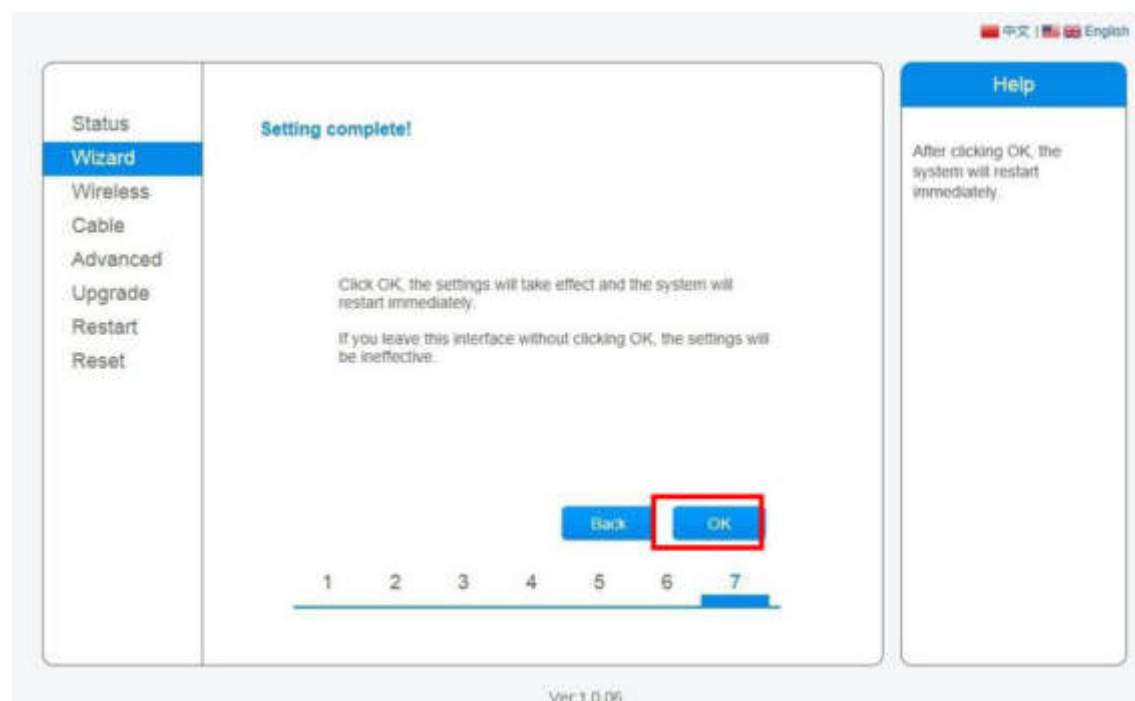 中文 | English
Help
Status
Wizard
Wireless
Cable
Advanced
Upgrade
Restart
Reset
Setting complete!
Click OK, the settings will take effect and the system will
restart immediately.
If you leave this interface without clicking OK, the settings will
be ineffective.
Back OK
1 2 3 4 5 6 7
After clicking OK, the
system will restart
immediately.
Ver:1.0.06